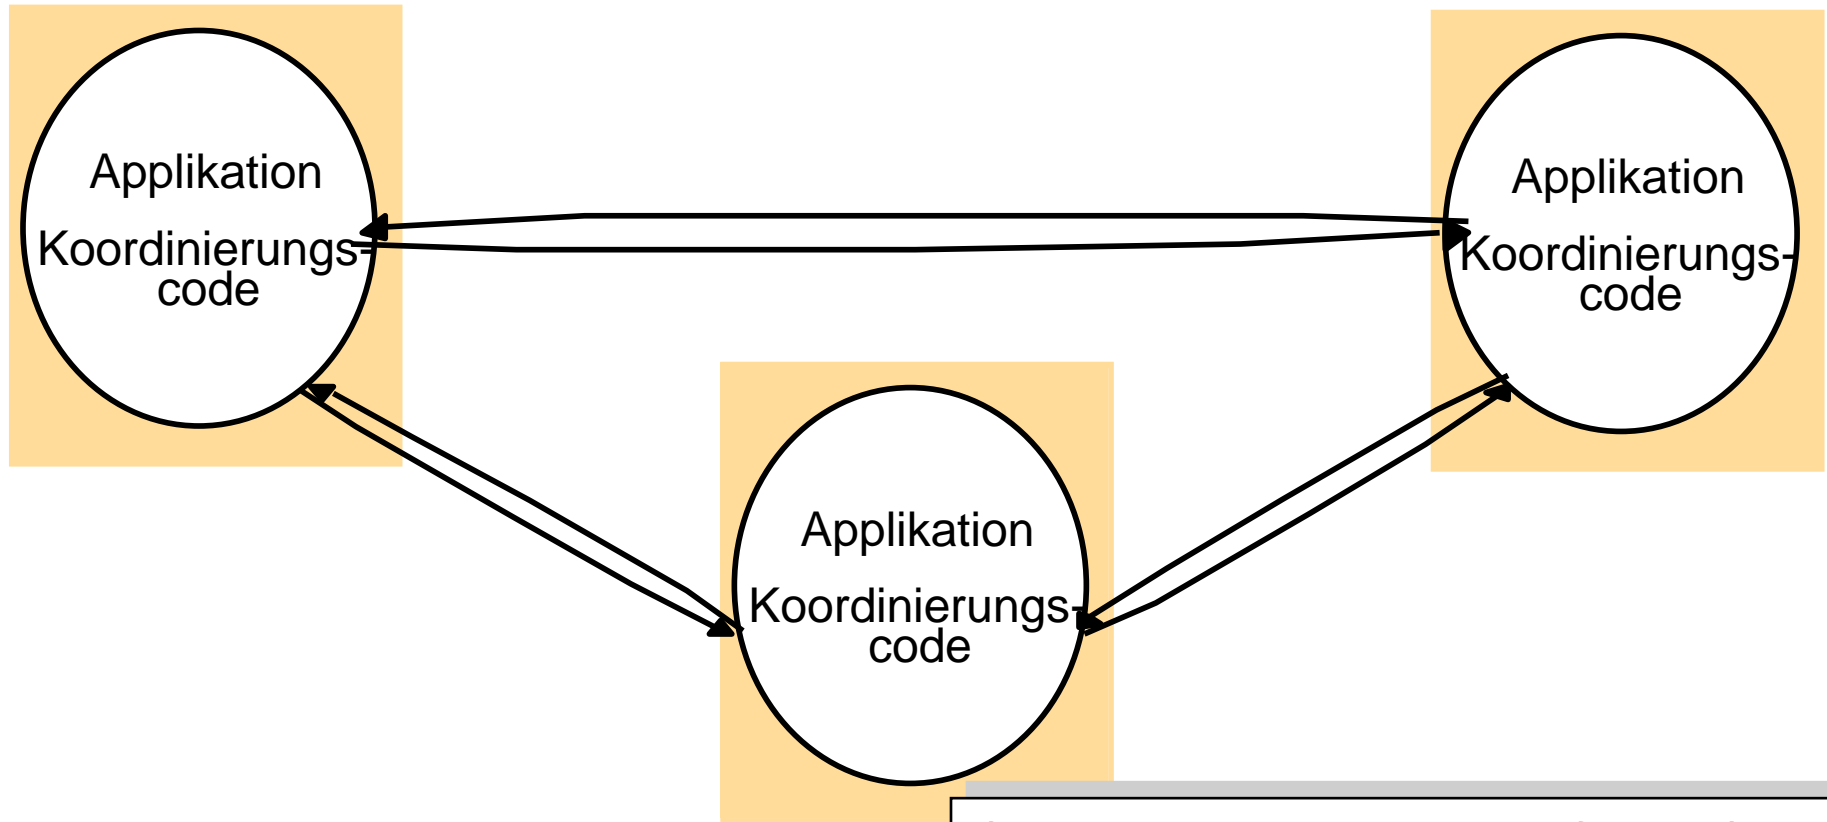 Applikation
Koordinierungs-
code
Applikation
Koordinierungs-
code
Applikation
Koordinierungs-
code